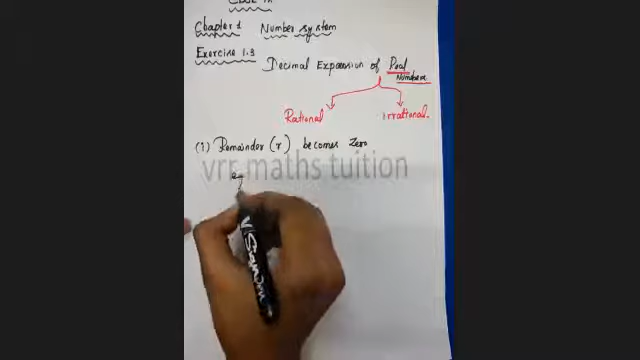 Chapter 1 Number system
Exercise 1.3
Decimal Expansion of Real
Numbers
Rational irrational.
(1) Remainder (r) becomes Zero
vrr maths tuition
eg